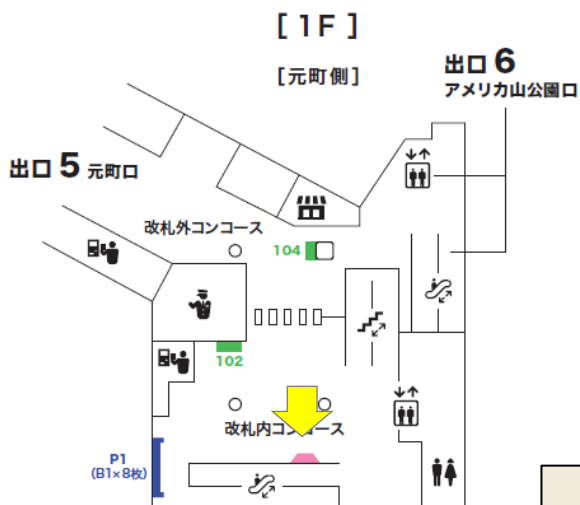 [ 1F ]
[元町側]
出口 6
アメリカ山公園口
出口 5 元町口
改札外コンコース
104
102
改札内コンコース
P1
(B1×8枚)